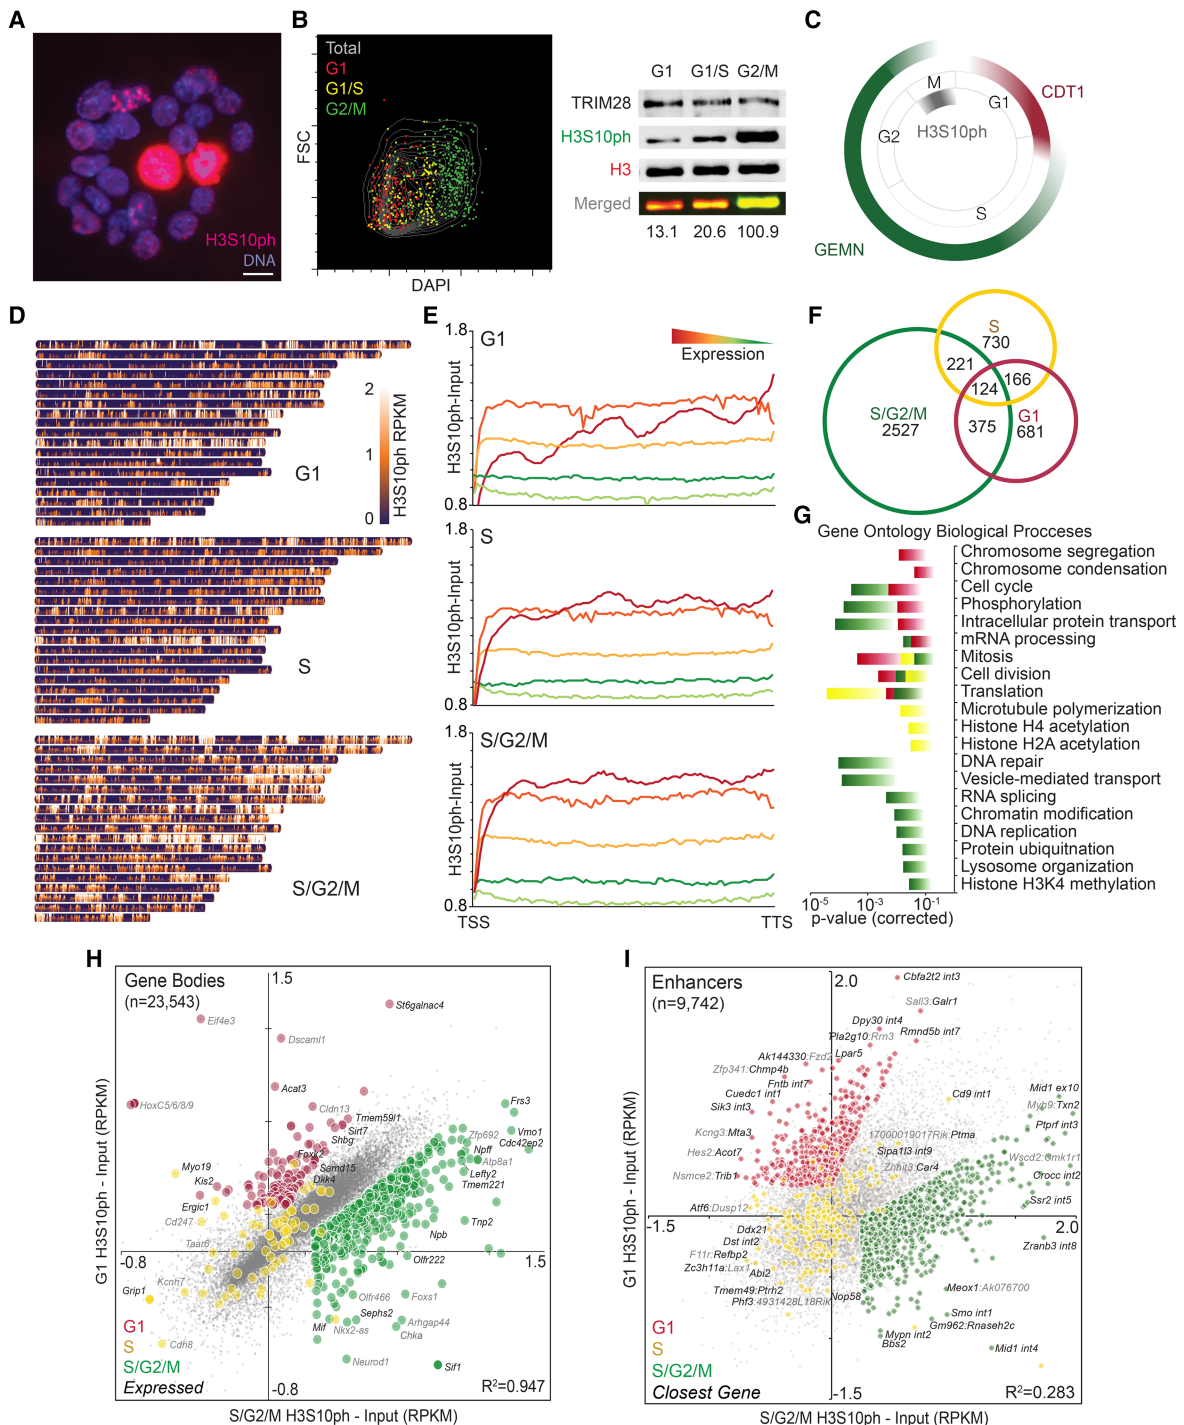 A
H3S10ph
DNA
B
Total
G1
G1/S
G2/M
FSC
DAPI
G1 G1/S G2/M
TRIM28
H3S10ph
H3
Merged
13.1 20.6 100.9
C
M
G1
CDT1
H3S10ph
G2
S
GEMN
D
2
1
0
H3S10ph RPKM
G1
S
S/G2/M
E
1.8
G1
Expression
H3S10ph-Input
0.8
1.8
S
H3S10ph-Input
0.8
1.8
S/G2/M
H3S10ph-Input
0.8
TSS TTS
F
S
730
221
166
124
S/G2/M
2527
375
G1
681
G
Gene Ontology Biological Procceses
Chromosome segregation
Chromosome condensation
Cell cycle
Phosphorylation
Intracellular protein transport
mRNA processing
Mitosis
Cell division
Translation
Microtubule polymerization
Histone H4 acetylation
Histone H2A acetylation
DNA repair
Vesicle-mediated transport
RNA splicing
Chromatin modification
DNA replication
Protein ubiquitnation
Lysosome organization
Histone H3K4 methylation
10-5 10-3 10-1
p-value (corrected)
H
Gene Bodies
(n=23,543)
1.5
St6galnac4
Eif4e3
Dscaml1
Acat3
HoxC5/6/8/9
Cldn13
Tmem59l1
Frs3
Sirt7
Shbg
Zfp692
Vmo1
Cdc42ep2
Foxk2
Npff
Myo19
Samd15
Atp8a1
Kis2
Dkk4
Lefty2
Tmem221
Ergic1
Cd247
Tnp2
Npb
Taar6
Olfr222
-0.8
1.5
Kcnh7
Grip1
Olfr466
Foxs1
Sephs2
Mif
Nkx2-as
Arhgap44
Chka
Cdh8
Neurod1
Sif1
G1
S
S/G2/M
Expressed
-0.8
R2=0.947
G1 H3S10ph - Input (RPKM)
S/G2/M H3S10ph - Input (RPKM)
I
Enhancers
(n=9,742)
2.0
Cbfa2t2 int3
Sall3:Galr1
Dpy30 int4
Pla2g10:Rrn3
Rmnd5b int7
Ak144330:Fzd2
Lpar5
Zfp341:Chmp4b
Fntb int7
Cuedc1 int1
Sik3 int3
Cd9 int1
Mid1 ex10
Myb9:Txn2
Ptprf int3
Kcng3:Mta3
17000019017Rik:Ptma
Hes2:Acot7
Sipa1l3 int9
Wscd2:Cmk1r1
Nsmce2:Trib1
Znhit3:Car4
Crocc int2
Atf6:Dusp12
Ssr2 int5
-1.5
2.0
Ddx21
Dst int2
Zranb3 int8
F11r:Refbp2
Zc3h11a:Lax1
Abi2
Tmem49:Ptrh2
Nop58
Meox1:Ak076700
Phf3:4931428L18Rik
Smo int1
Gm962:Rnaseh2c
Mypn int2
Bbs2
Mid1 int4
G1
S
S/G2/M
Closest Gene
-1.5
R2=0.283
G1 H3S10ph - Input (RPKM)
S/G2/M H3S10ph - Input (RPKM)